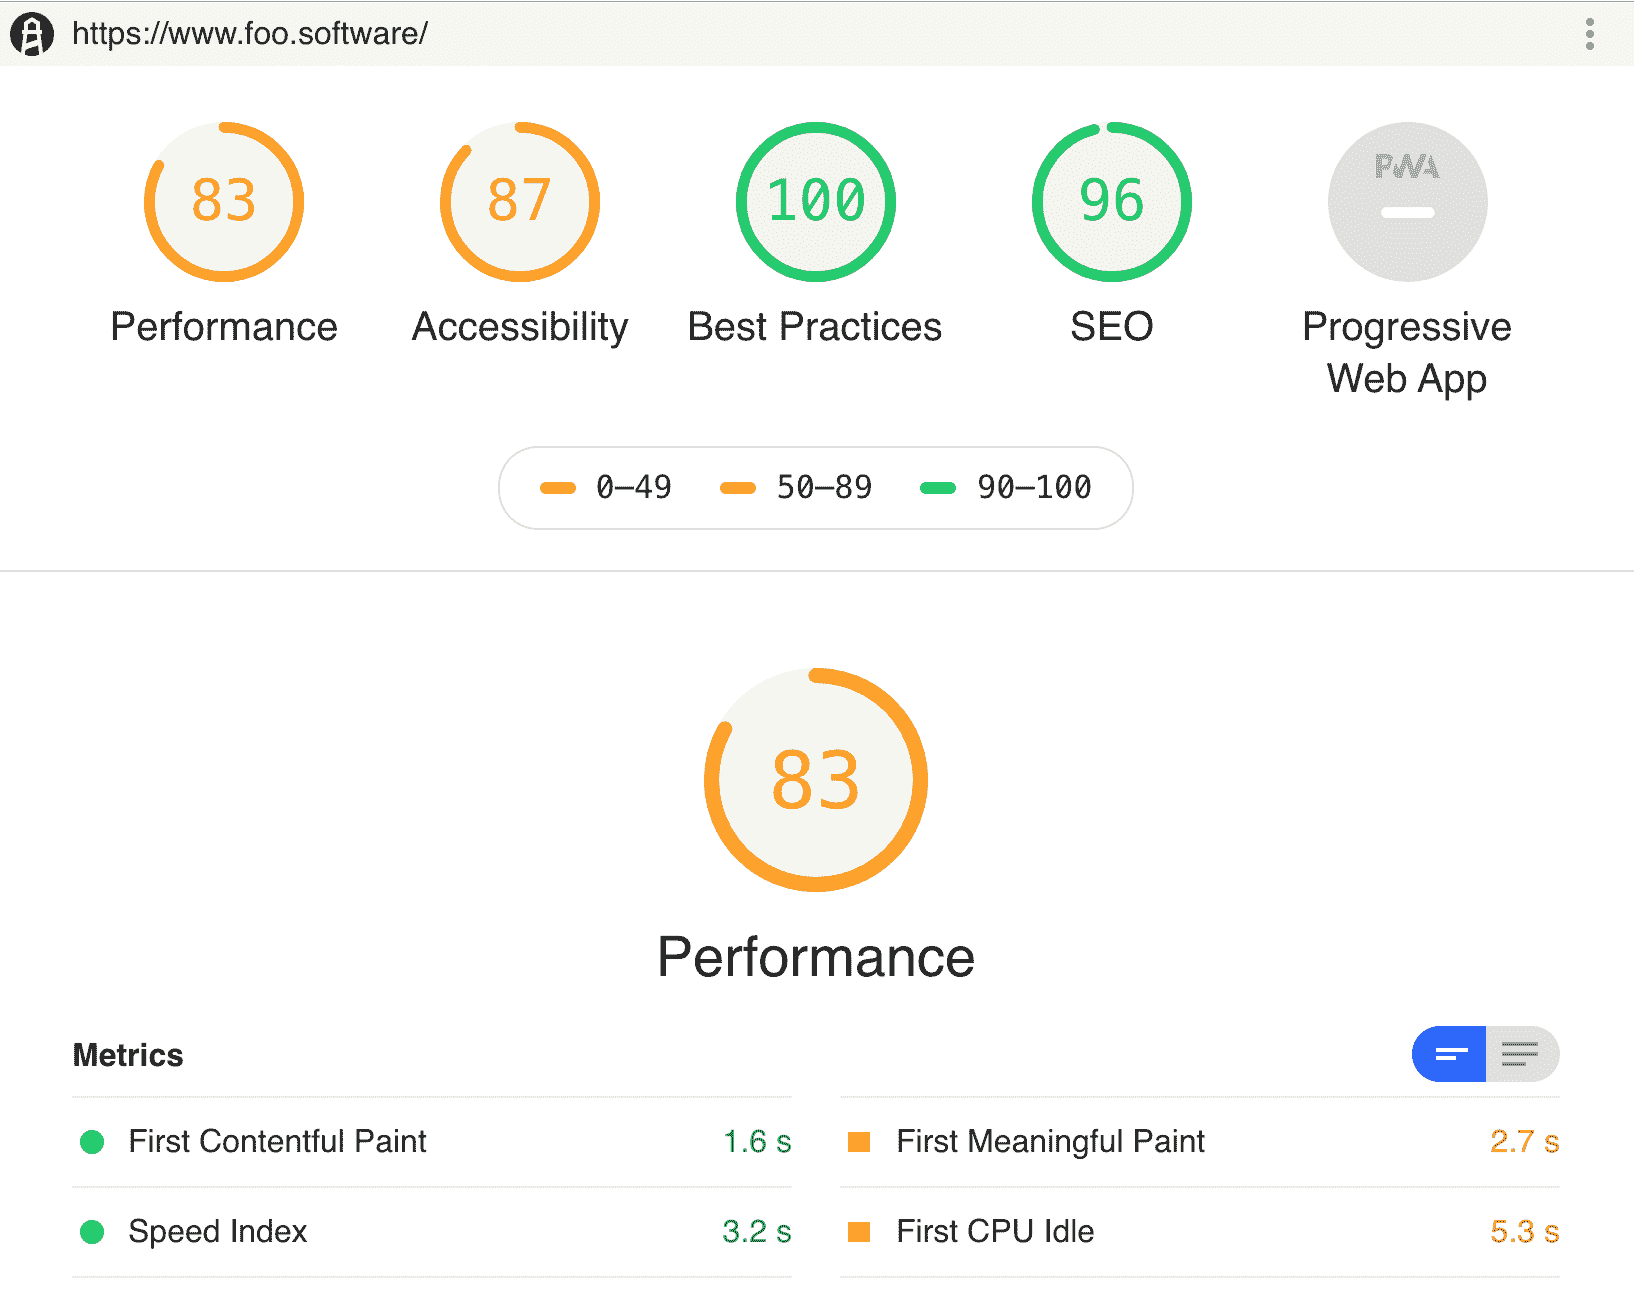 https://www.foo.software/
83 87 100 96 PWA
Performance Accessibility Best Practices SEO Progressive
Web App
0–49 50–89 90–100
83
Performance
Metrics
First Contentful Paint 1.6 s First Meaningful Paint 2.7 s
Speed Index 3.2 s First CPU Idle 5.3 s